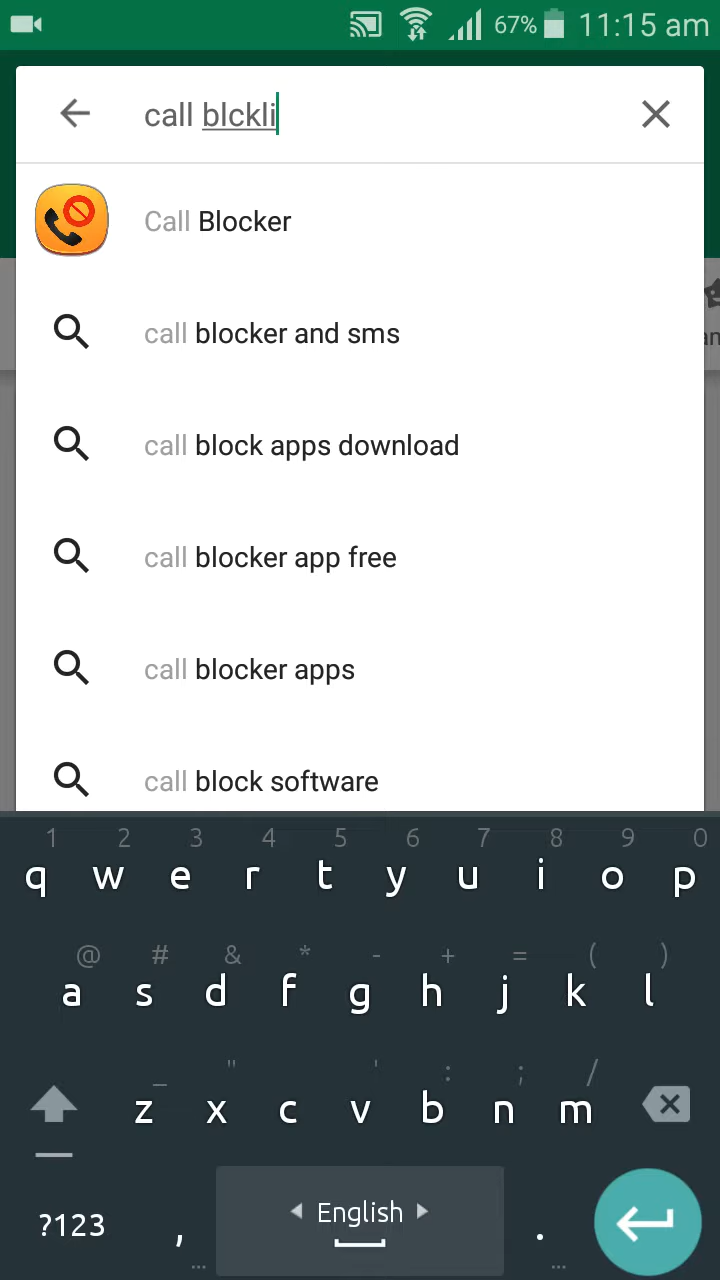 67% 11:15 am
call blckli
Call Blocker
call blocker and sms
call block apps download
call blocker app free
call blocker apps
call block software
1 2 3 4 5 6 7 8 9 0
q w e r t y u i o p
@ # & * - + = ( )
a s d f g h j k l
_ " ' : ; /
z x c v b n m
?123 , English .